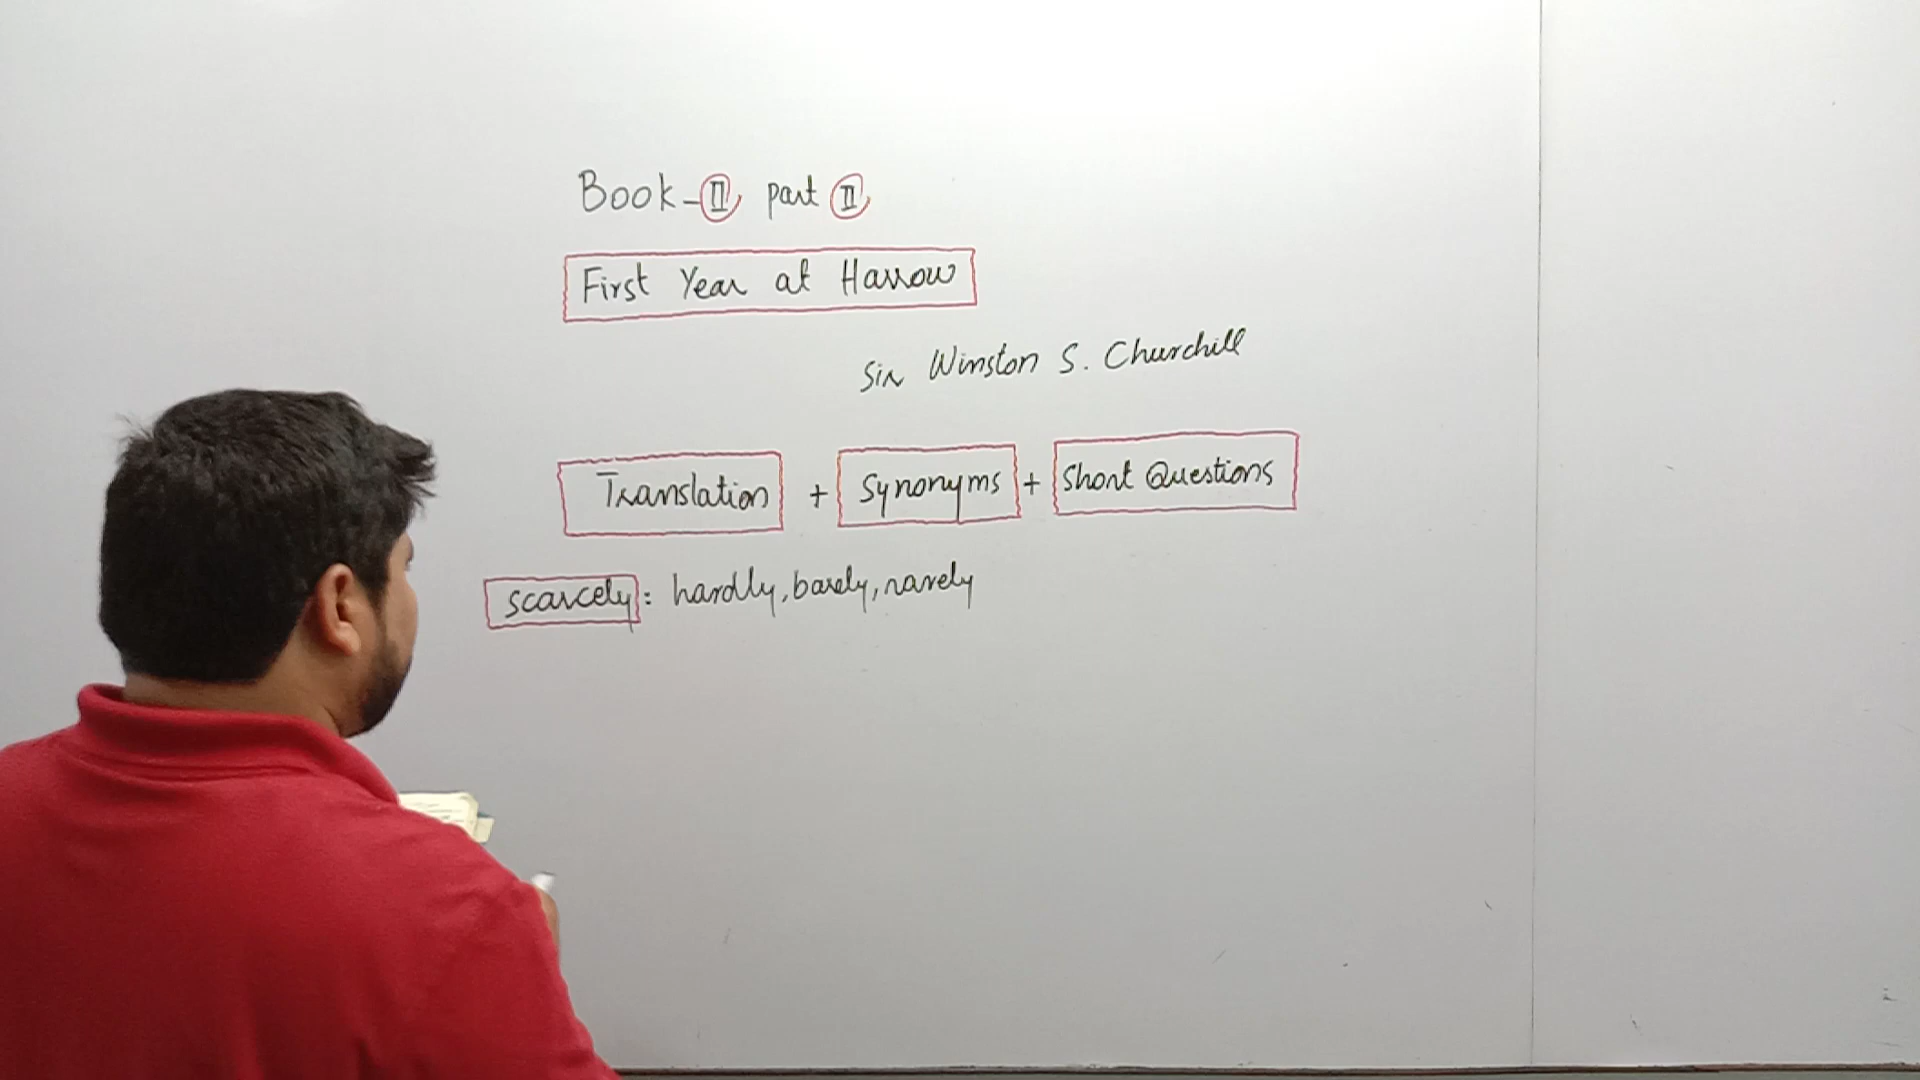 Book-II part II
First Year at Harrow
Sir Winston S. Churchill
Translation + Synonyms + Short Questions
scarcely: hardly, barely, rarely